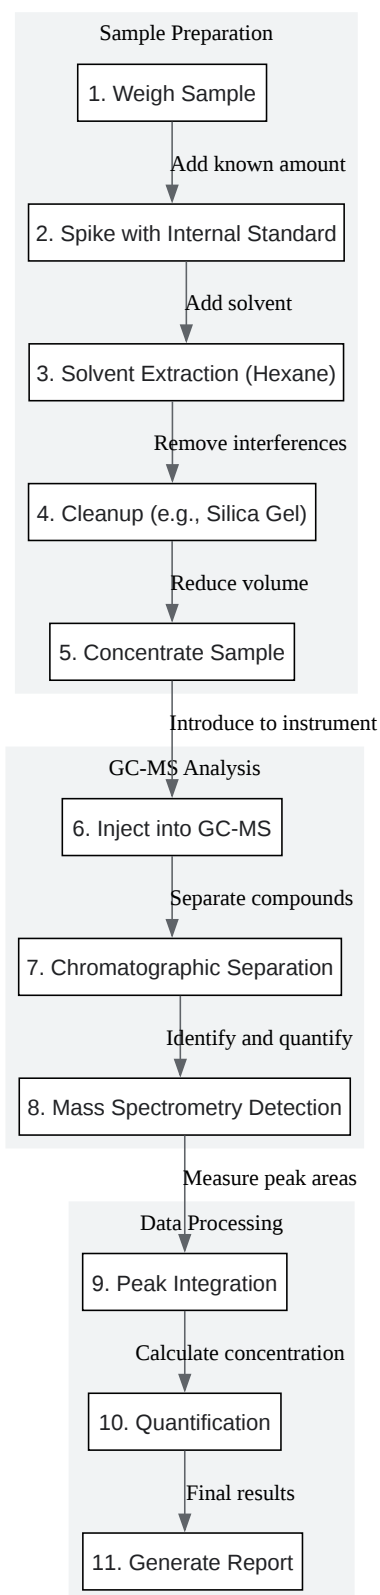 Sample Preparation
1. Weigh Sample
Add known amount
2. Spike with Internal Standard
Add solvent
3. Solvent Extraction (Hexane)
Remove interferences
4. Cleanup (e.g., Silica Gel)
Reduce volume
5. Concentrate Sample
Introduce to instrument
GC-MS Analysis
6. Inject into GC-MS
Separate compounds
7. Chromatographic Separation
Identify and quantify
8. Mass Spectrometry Detection
Measure peak areas
Data Processing
9. Peak Integration
Calculate concentration
10. Quantification
Final results
11. Generate Report